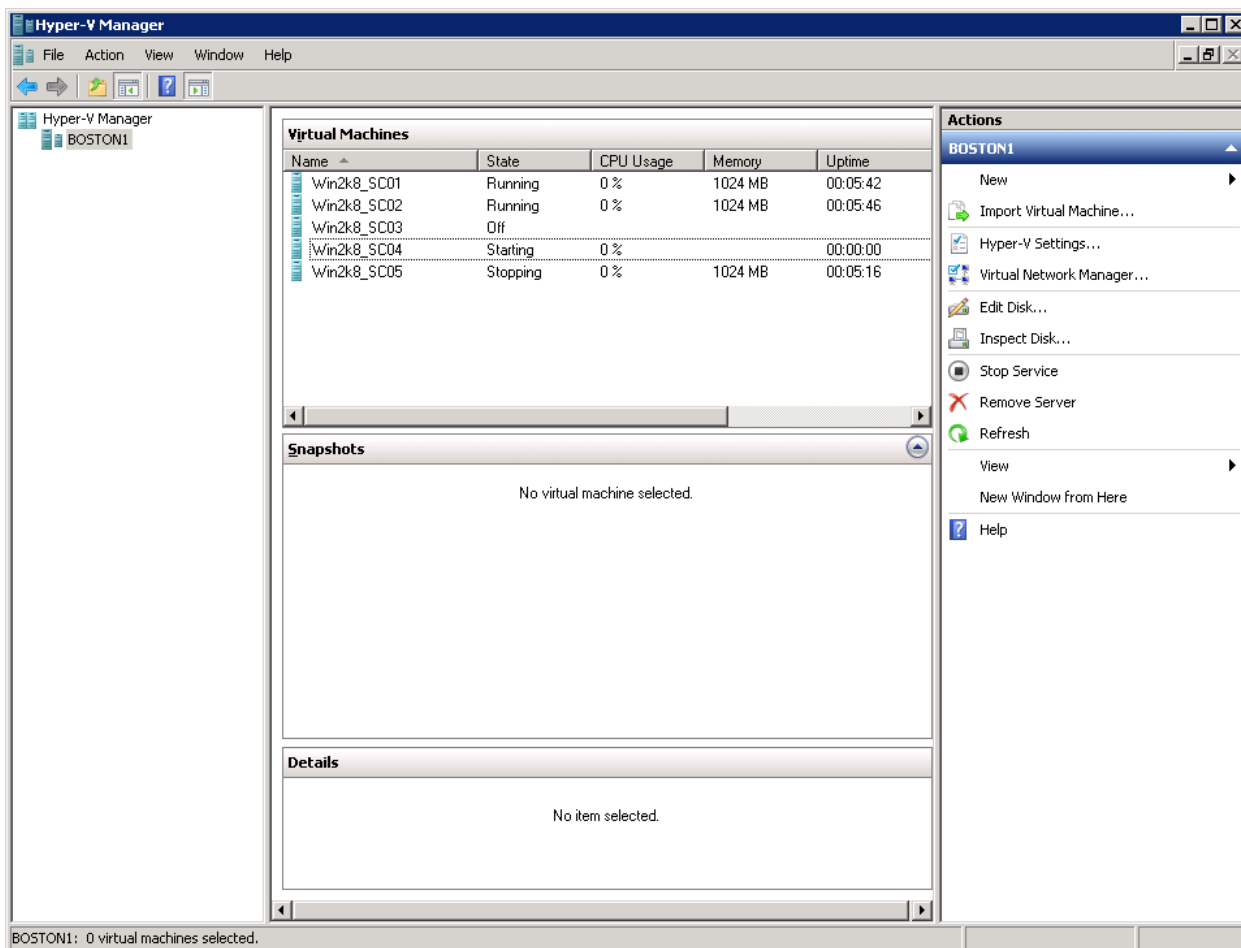 Hyper-V Manager
File Action View Window Help
Hyper-V Manager
BOSTON1
Virtual Machines
Name State CPU Usage Memory Uptime
Win2k8_SC01 Running 0 % 1024 MB 00:05:42
Win2k8_SC02 Running 0 % 1024 MB 00:05:46
Win2k8_SC03 Off
Win2k8_SC04 Starting 0 % 00:00:00
Win2k8_SC05 Stopping 0 % 1024 MB 00:05:16
Snapshots
No virtual machine selected.
Details
No item selected.
Actions
BOSTON1
New
Import Virtual Machine...
Hyper-V Settings...
Virtual Network Manager...
Edit Disk...
Inspect Disk...
Stop Service
Remove Server
Refresh
View
New Window from Here
Help
BOSTON1: 0 virtual machines selected.